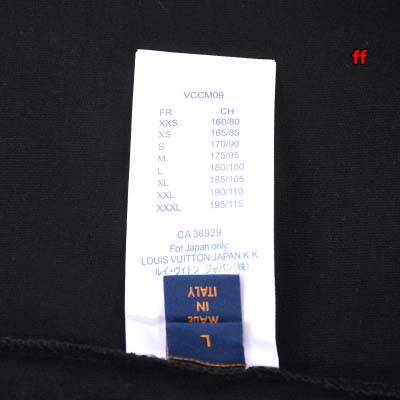 ff
VCCM09
FR CH
XXS 160/80
XS 165/85
S 170/90
M 175/95
L 180/100
XL 185/105
XXL 190/110
XXXL 195/115
CA 36929
For Japan only:
LOUIS VUITTON JAPAN K.K.
ルイ・ヴィトン ジャパン(株)
MADE
IN
ITALY
L